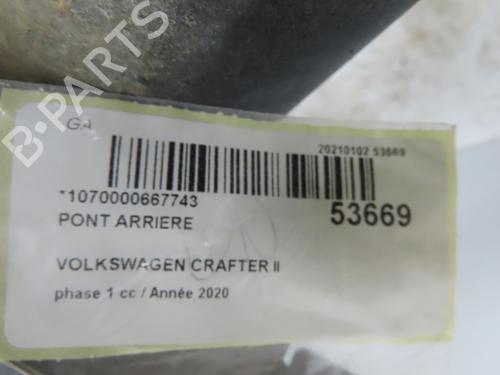 B-PARTS
GA
20210102 53669
*1070000667743
53669
PONT ARRIERE
VOLKSWAGEN CRAFTER II
phase 1 cc / Année 2020